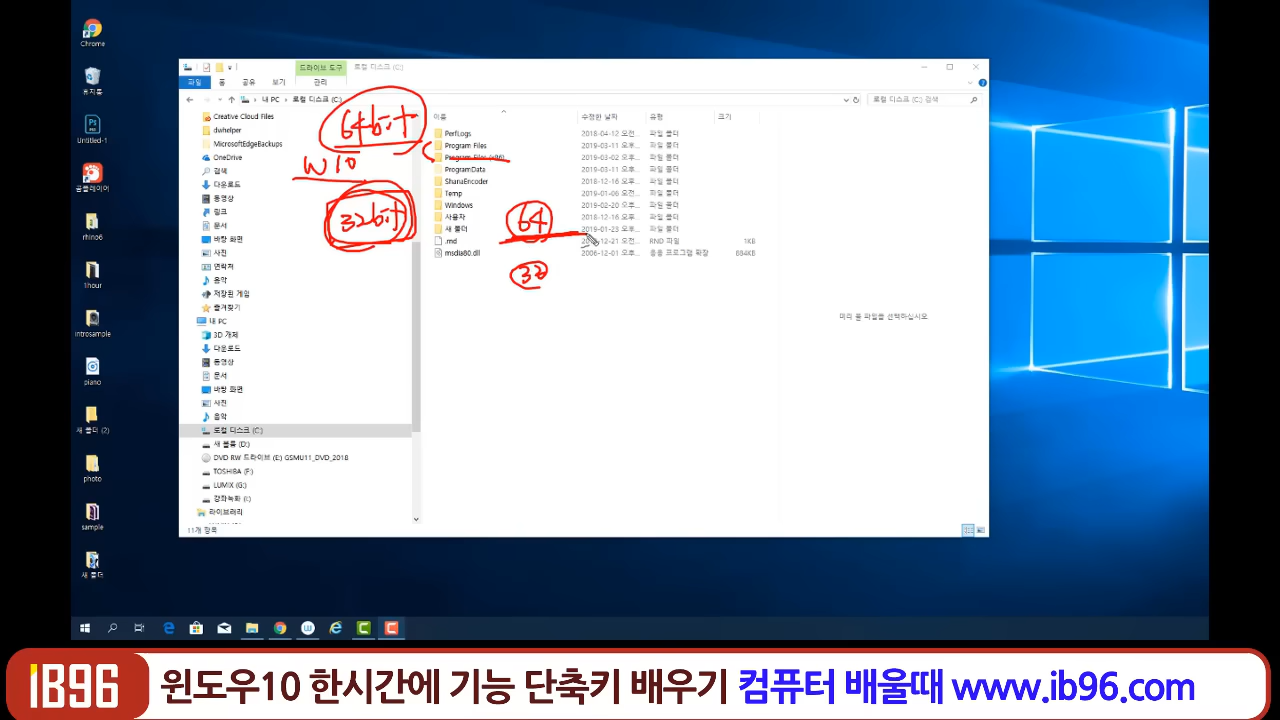 Chrome
휴지통
Untitled-1
곰플레이어
rhino6
1hour
introsample
piano
새 폴더 (2)
photo
sample
새 폴더
드라이브 도구
로컬 디스크 (C:)
파일
홈
공유
보기
관리
내 PC
로컬 디스크 (C:)
로컬 디스크 (C:) 검색
Creative Cloud Files
dwhelper
MicrosoftEdgeBackups
OneDrive
검색
다운로드
동영상
링크
문서
바탕 화면
사진
연락처
음악
저장된 게임
즐겨찾기
내 PC
3D 개체
다운로드
동영상
문서
바탕 화면
사진
음악
로컬 디스크 (C:)
새 볼륨 (D:)
DVD RW 드라이브 (E:) GSMU11_DVD_2018
TOSHIBA (F:)
LUMIX (G:)
강좌녹화 (I:)
라이브러리
11개 항목
이름 수정한 날짜 유형 크기
PerfLogs 2018-04-12 오전... 파일 폴더
Program Files 2019-03-11 오후... 파일 폴더
Program Files (x86) 2019-03-02 오후... 파일 폴더
ProgramData 2019-03-11 오후... 파일 폴더
ShanaEncoder 2018-12-16 오후... 파일 폴더
Temp 2019-01-06 오전... 파일 폴더
Windows 2019-02-20 오후... 파일 폴더
사용자 2018-12-16 오후... 파일 폴더
새 폴더 2019-01-23 오후... 파일 폴더
.rnd 12-21 오전... RND 파일 1KB
msdia80.dll 2006-12-01 오후... 응용 프로그램 확장 884KB
미리 볼 파일을 선택하십시오.
64bit
W10
32bit
64
32
IB96
윈도우10 한시간에 기능 단축키 배우기 컴퓨터 배울때 www.ib96.com